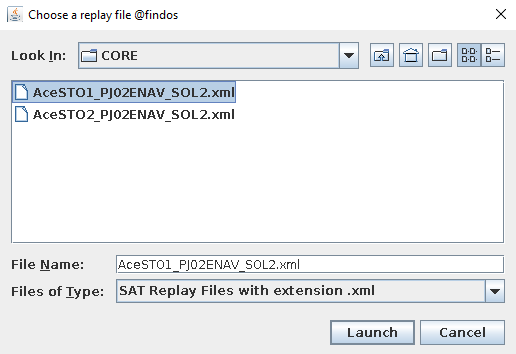 Choose a replay file @findos
Look In: CORE
AceSTO1_PJ02ENAV_SOL2.xml
AceSTO2_PJ02ENAV_SOL2.xml
File Name: AceSTO1_PJ02ENAV_SOL2.xml
Files of Type: SAT Replay Files with extension .xml
Launch Cancel